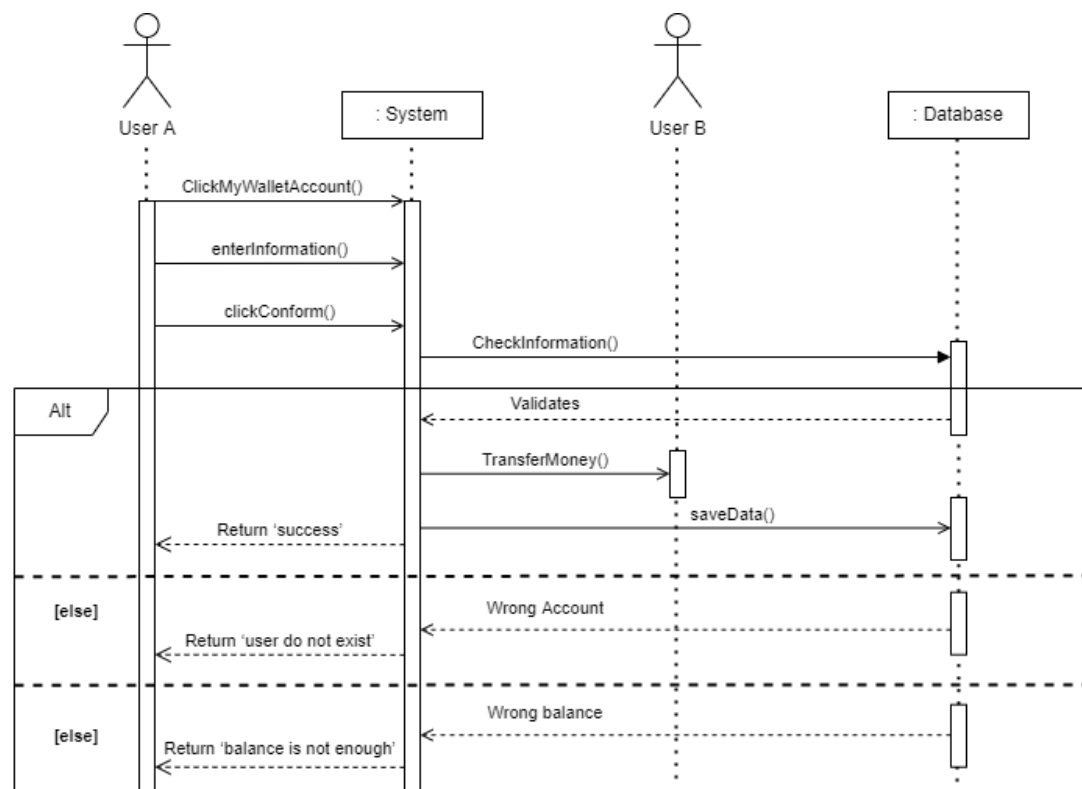 User A
: System
User B
: Database
ClickMyWalletAccount()
enterInformation()
clickConform()
CheckInformation()
Alt
Validates
TransferMoney()
saveData()
Return ‘success’
[else]
Wrong Account
Return ‘user do not exist’
[else]
Wrong balance
Return ‘balance is not enough’